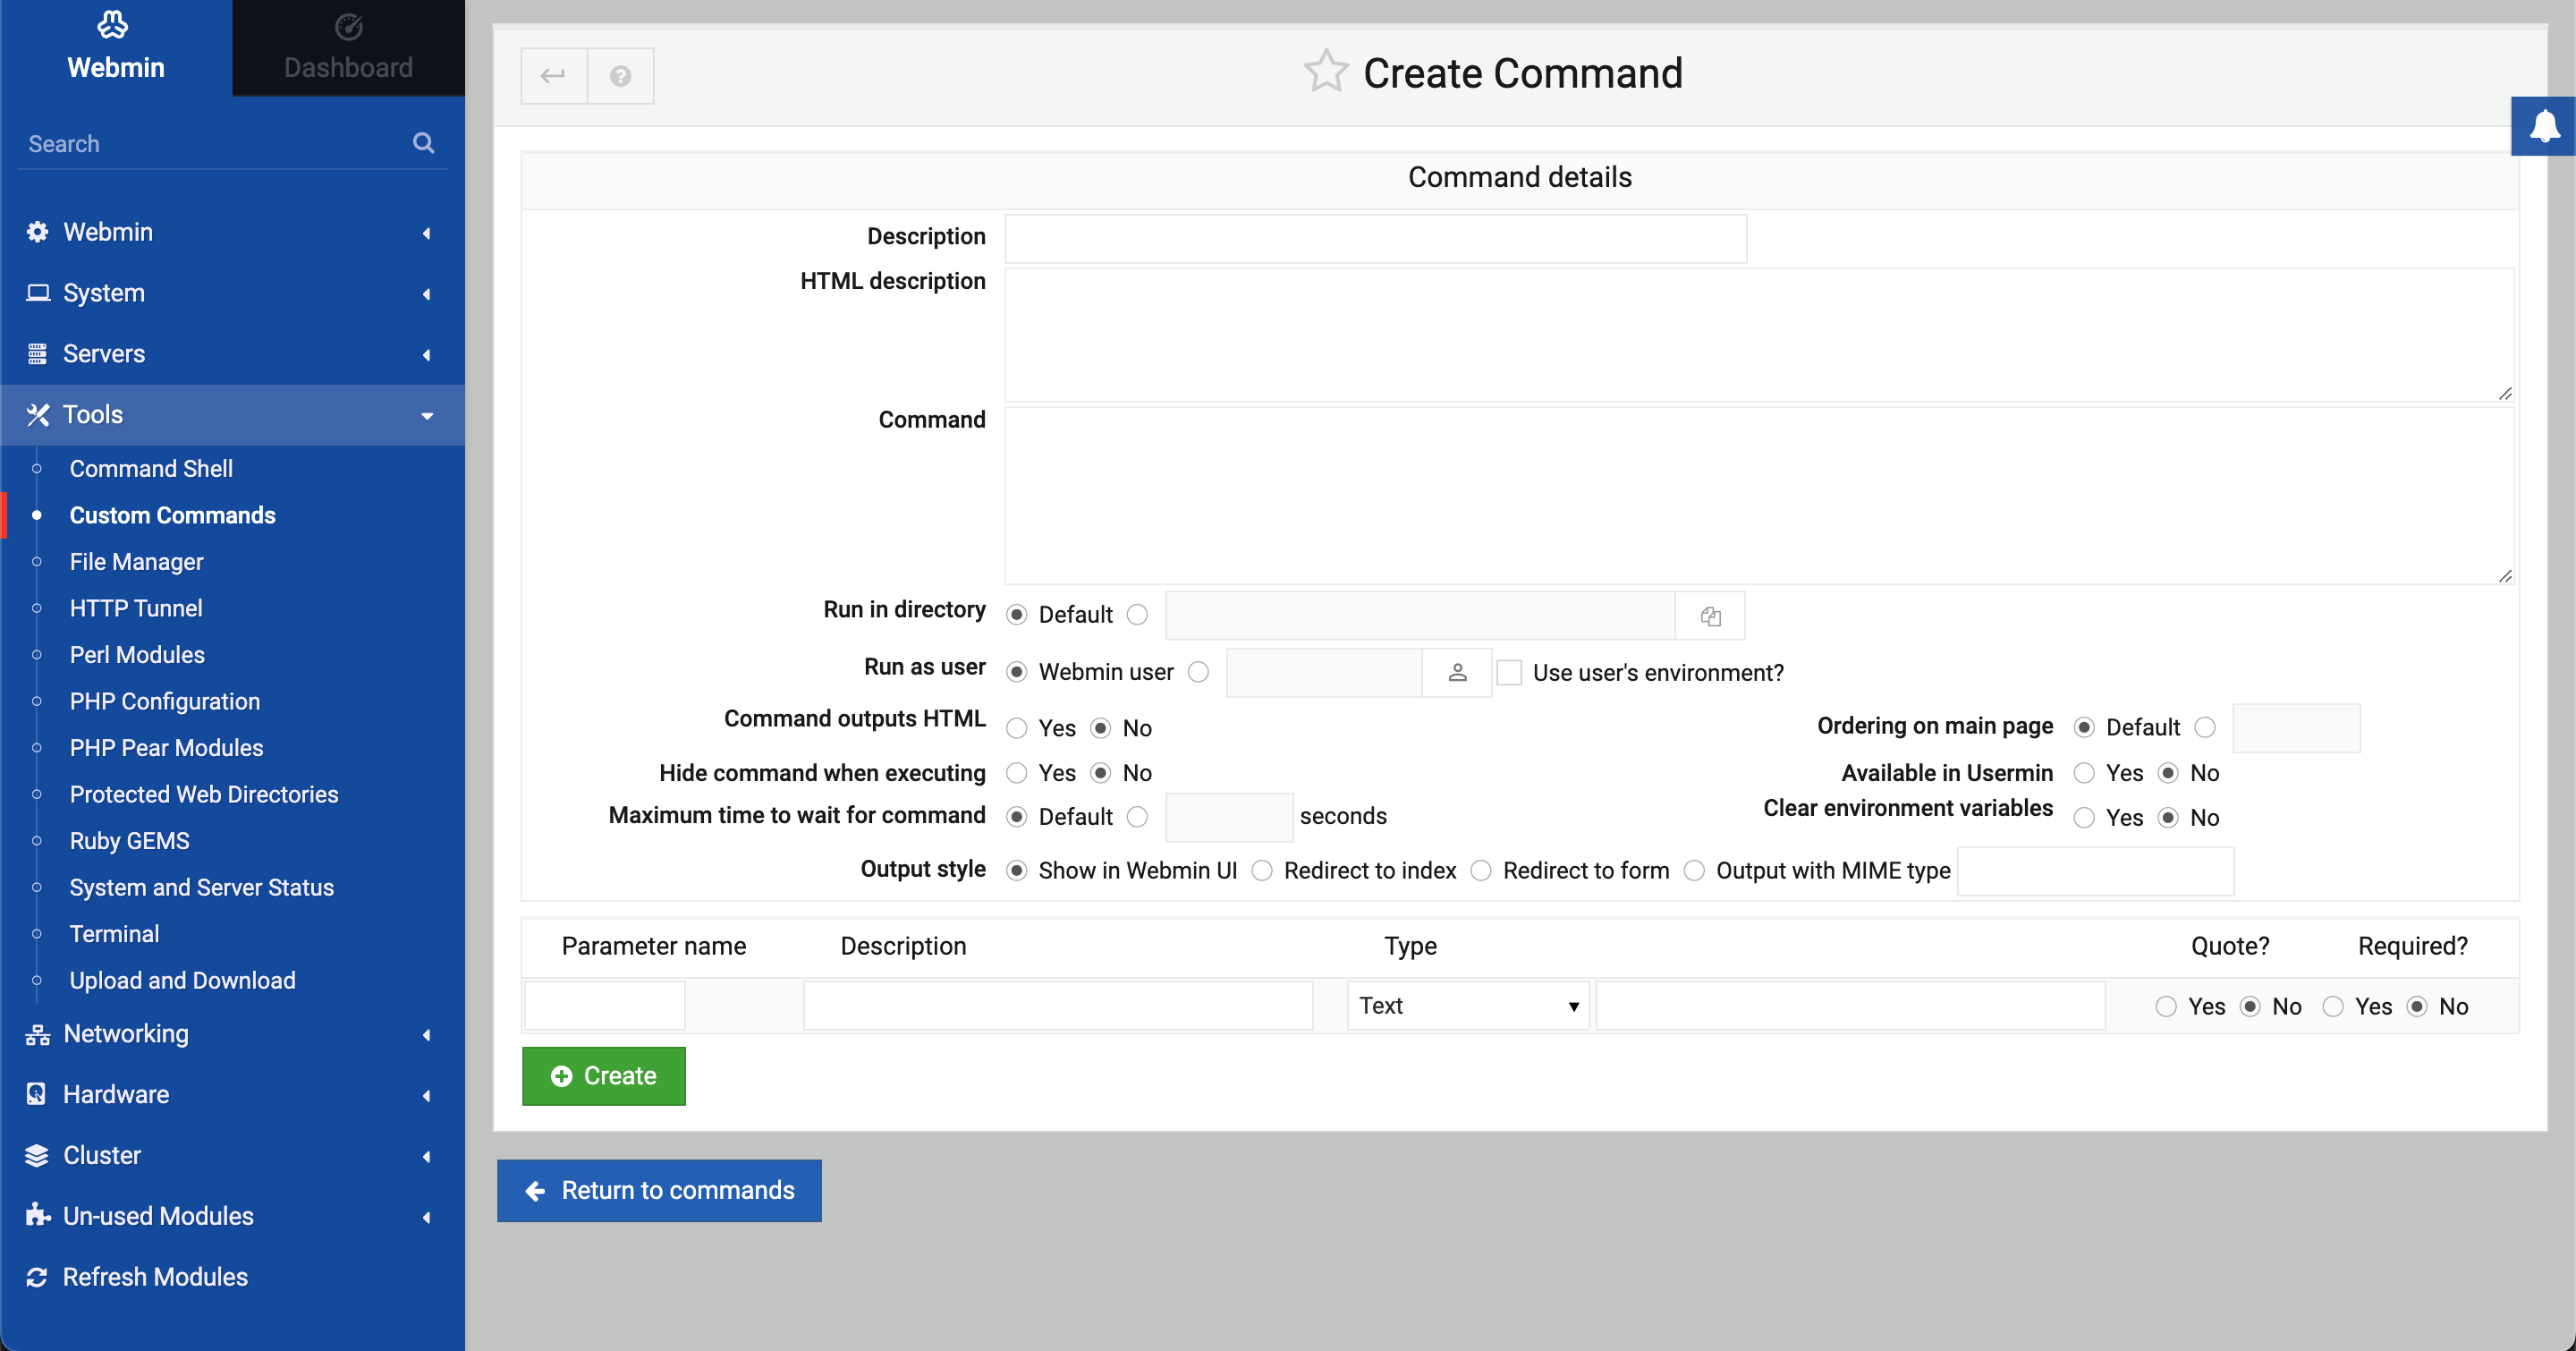 Webmin
Dashboard
Search
Webmin
System
Servers
Tools
Command Shell
Custom Commands
File Manager
HTTP Tunnel
Perl Modules
PHP Configuration
PHP Pear Modules
Protected Web Directories
Ruby GEMS
System and Server Status
Terminal
Upload and Download
Networking
Hardware
Cluster
Un-used Modules
Refresh Modules
Create Command
Command details
Description
HTML description
Command
Run in directory Default
Run as user Webmin user Use user's environment?
Command outputs HTML Yes No Ordering on main page Default
Hide command when executing Yes No Available in Usermin Yes No
Maximum time to wait for command Default seconds Clear environment variables Yes No
Output style Show in Webmin UI Redirect to index Redirect to form Output with MIME type
Parameter name Description Type Quote? Required?
Text Yes No Yes No
Create
Return to commands